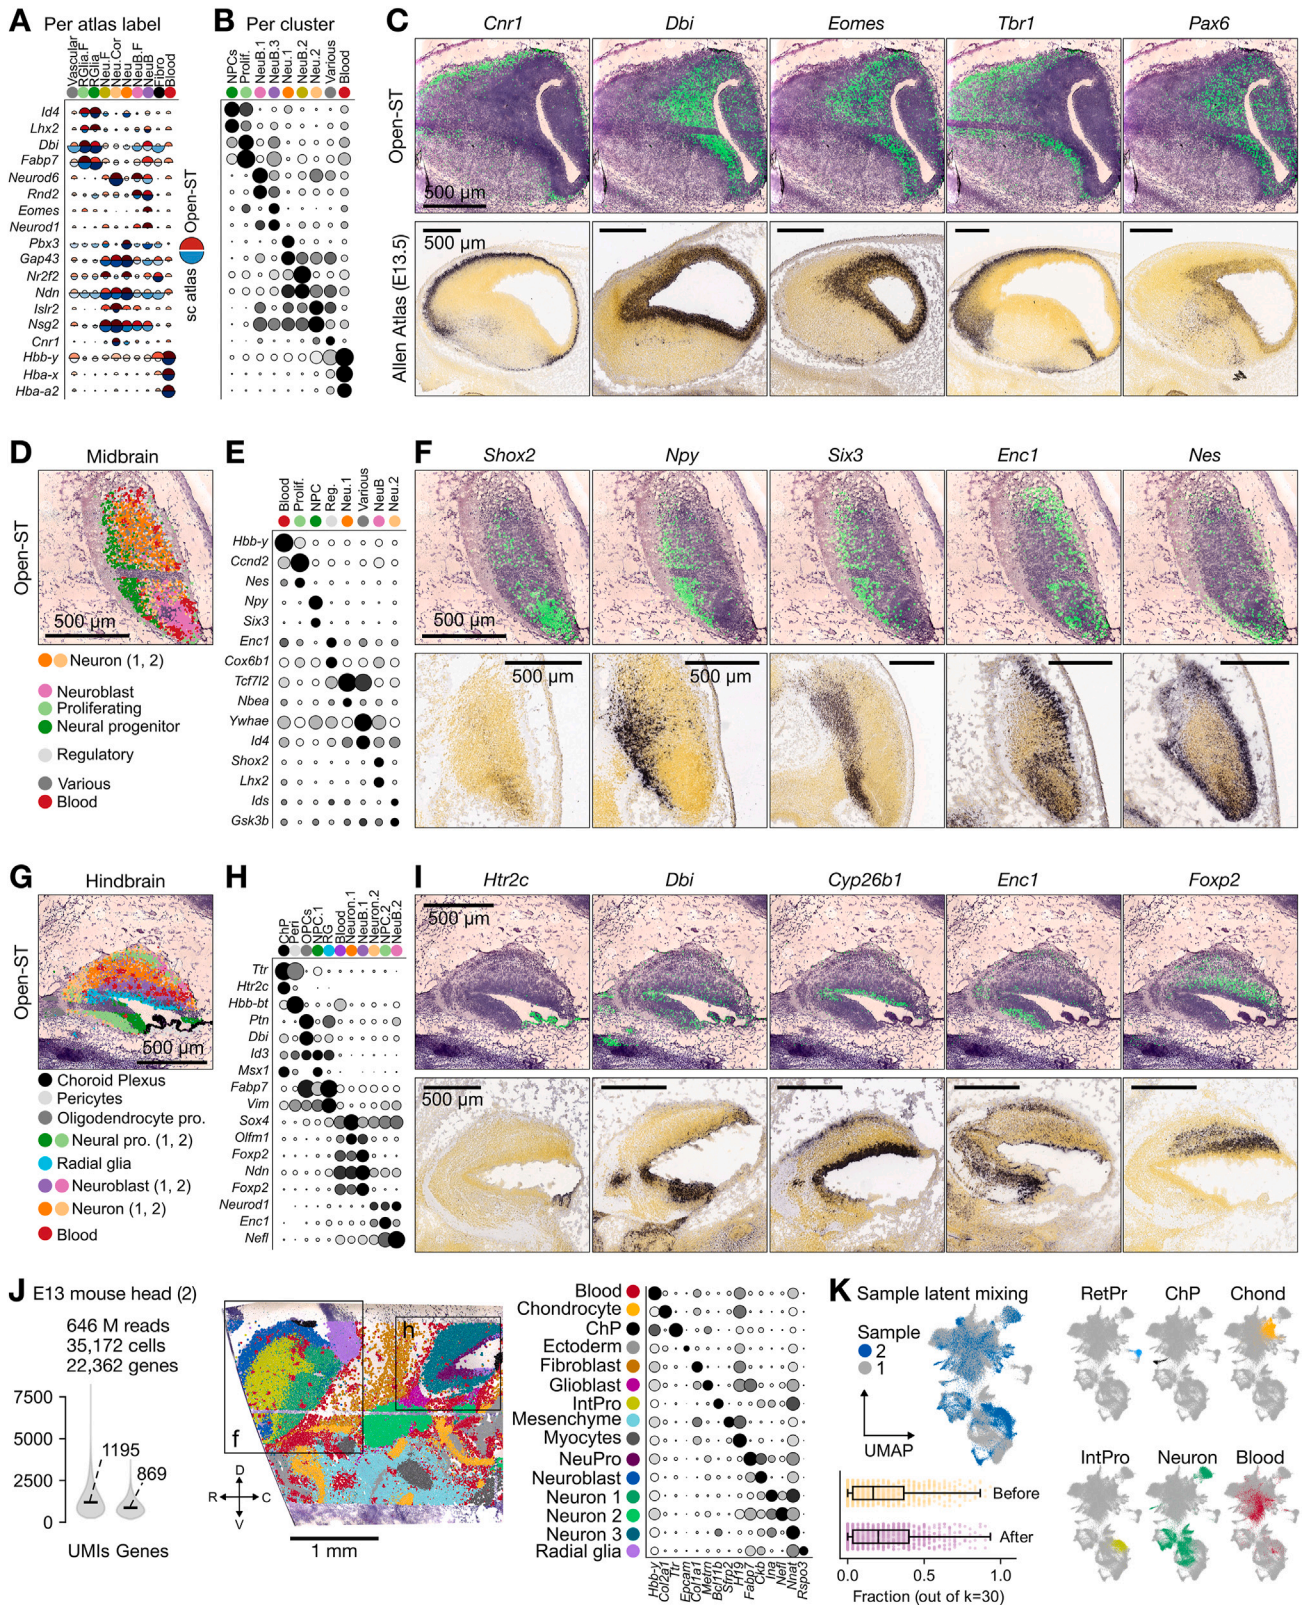 A Per atlas label
Vascular
RGlia.F
RGlia
Neu.F
Neu.Cor
Neu
NeuB.F
NeuB
Fibro
Blood
Id4
Lhx2
Dbi
Fabp7
Neurod6
Rnd2
Eomes
Neurod1
Pbx3
Gap43
Nr2f2
Ndn
Islr2
Nsg2
Cnr1
Hbb-y
Hba-x
Hba-a2
Open-ST
sc atlas
B Per cluster
NPCs
Prolif.
NeuB.1
NeuB.3
Neu.1
NeuB.2
Neu.2
Various
Blood
C Cnr1 Dbi Eomes Tbr1 Pax6
Open-ST
500 µm
Allen Atlas (E13.5)
500 µm
D Midbrain
Open-ST
500 µm
Neuron (1, 2)
Neuroblast
Proliferating
Neural progenitor
Regulatory
Various
Blood
E
Blood
Prolif.
NPC
Reg.
Neu.1
Various
NeuB
Neu.2
Hbb-y
Ccnd2
Nes
Npy
Six3
Enc1
Cox6b1
Tcf7l2
Nbea
Ywhae
Id4
Shox2
Lhx2
Ids
Gsk3b
F Shox2 Npy Six3 Enc1 Nes
500 µm
500 µm 500 µm
G Hindbrain
Open-ST
500 µm
Choroid Plexus
Pericytes
Oligodendrocyte pro.
Neural pro. (1, 2)
Radial glia
Neuroblast (1, 2)
Neuron (1, 2)
Blood
H
ChP
Peri
OPCs
NPC.1
RG
Blood
Neuron.1
NeuB.1
Neuron.2
NPC.2
NeuB.2
Ttr
Htr2c
Hbb-bt
Ptn
Dbi
Id3
Msx1
Fabp7
Vim
Sox4
Olfm1
Foxp2
Ndn
Foxp2
Neurod1
Enc1
Nefl
I Htr2c Dbi Cyp26b1 Enc1 Foxp2
500 µm
500 µm
J E13 mouse head (2)
646 M reads
35,172 cells
22,362 genes
7500
5000
2500
0
1195
869
UMIs Genes
f
h
D
R C
V
1 mm
Blood
Chondrocyte
ChP
Ectoderm
Fibroblast
Glioblast
IntPro
Mesenchyme
Myocytes
NeuPro
Neuroblast
Neuron 1
Neuron 2
Neuron 3
Radial glia
Hbb-y
Col2a1
Ttr
Epcam
Col1a1
Metrn
Bcl11b
Sfrp2
H19
Fabp7
Ckb
Ina
Nefl
Nnat
Rspo3
K Sample latent mixing
Sample
2
1
UMAP
RetPr ChP Chond
IntPro Neuron Blood
Before
After
0.0 0.5 1.0
Fraction (out of k=30)